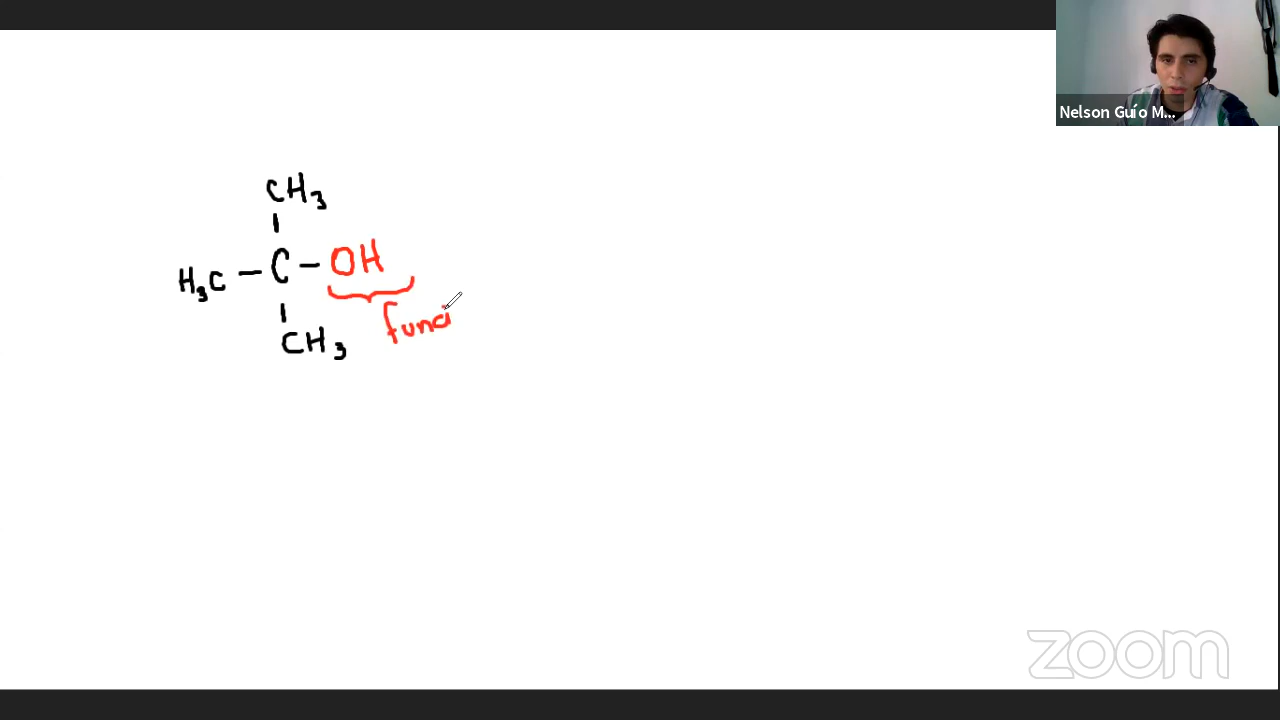 Nelson Guío M...
CH3
H3C – C – OH
CH3
funci
zoom